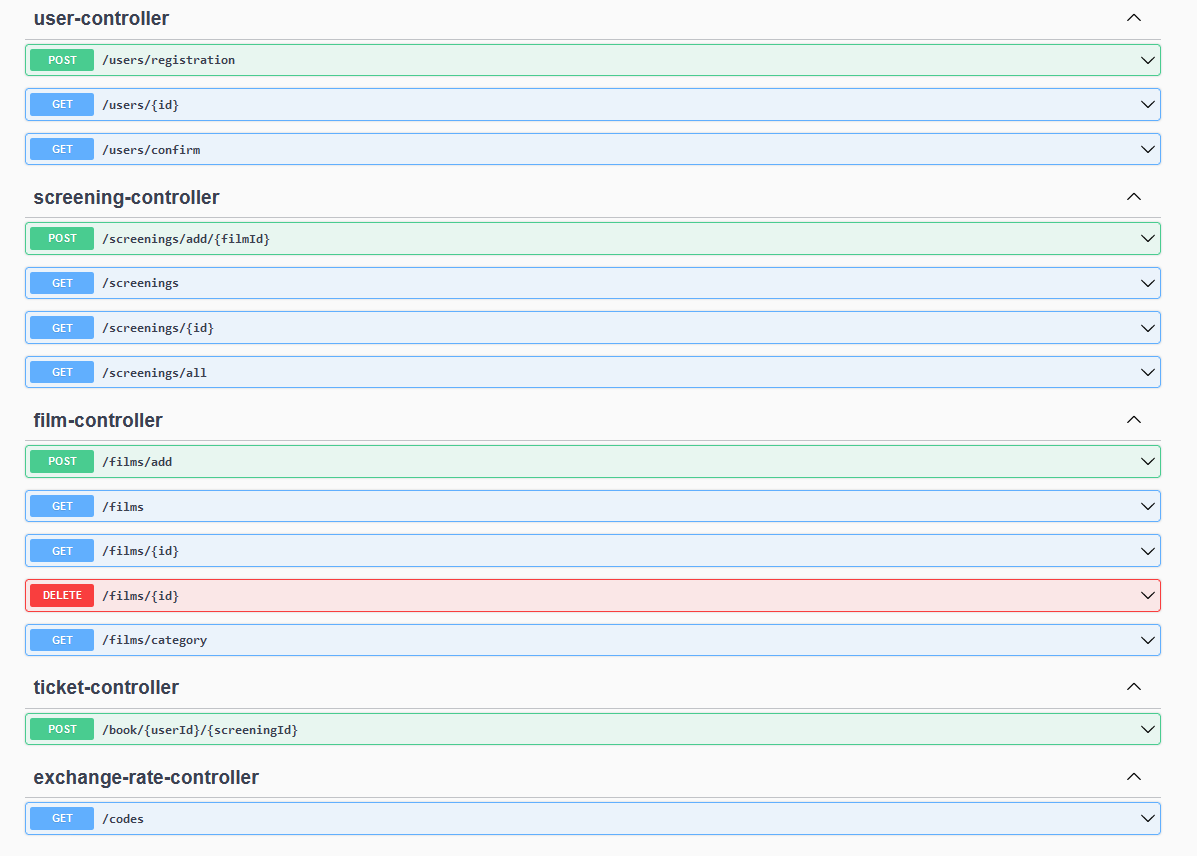 user-controller
POST /users/registration
GET /users/{id}
GET /users/confirm
screening-controller
POST /screenings/add/{filmId}
GET /screenings
GET /screenings/{id}
GET /screenings/all
film-controller
POST /films/add
GET /films
GET /films/{id}
DELETE /films/{id}
GET /films/category
ticket-controller
POST /book/{userId}/{screeningId}
exchange-rate-controller
GET /codes